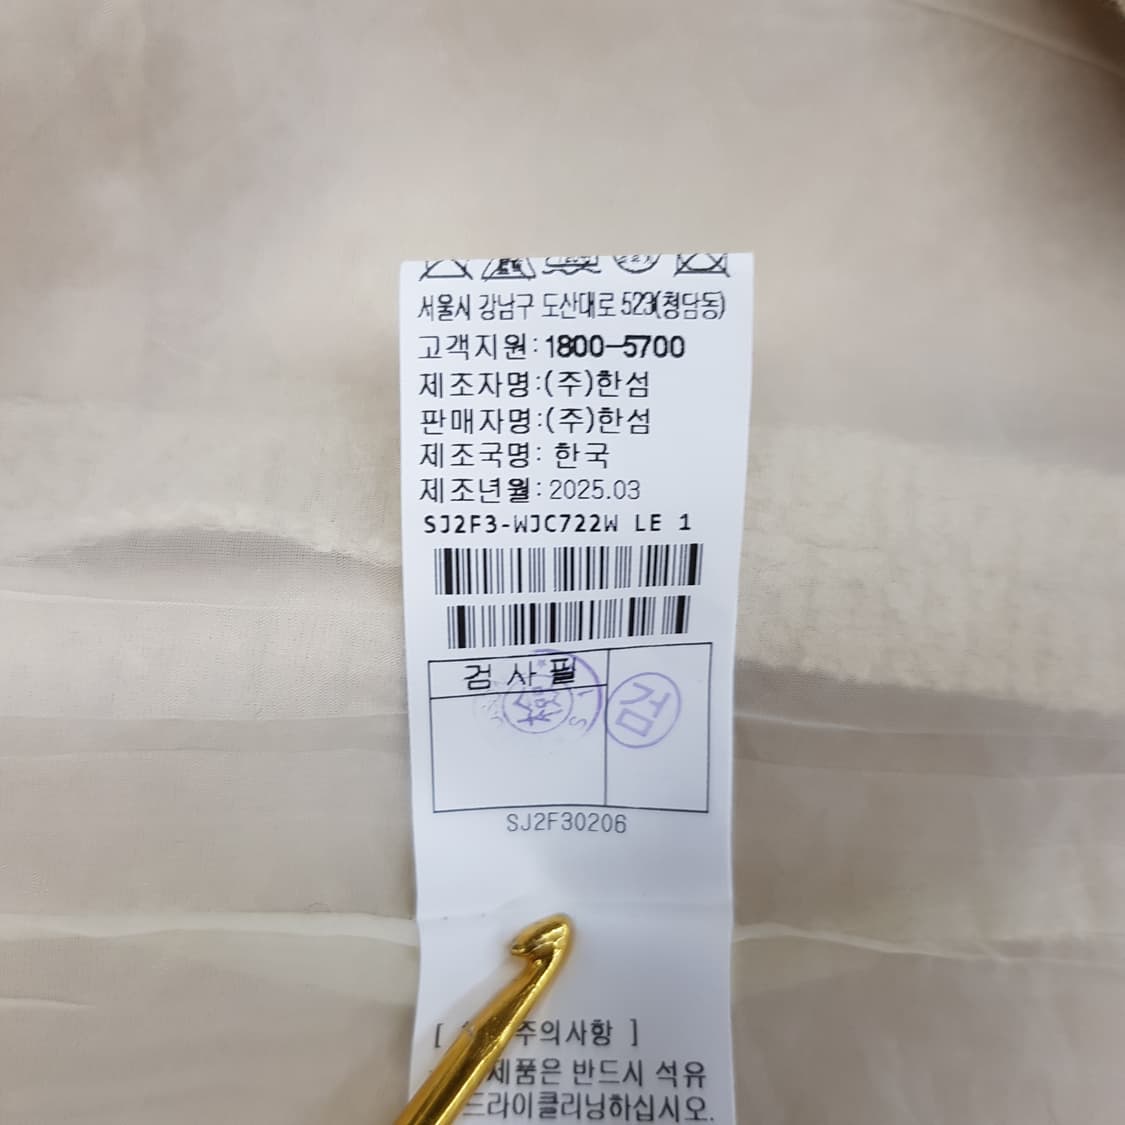 서울시 강남구 도산대로 523(청담동)
고객지원:1800-5700
제조자명:(주)한섬
판매자명:(주)한섬
제조국명: 한국
제조년월:2025.03
SJ2F3-WJC722W LE 1
검사필
검
SJ2F30206
[ 주의사항 ]
제품은 반드시 석유
드라이클리닝하십시오.